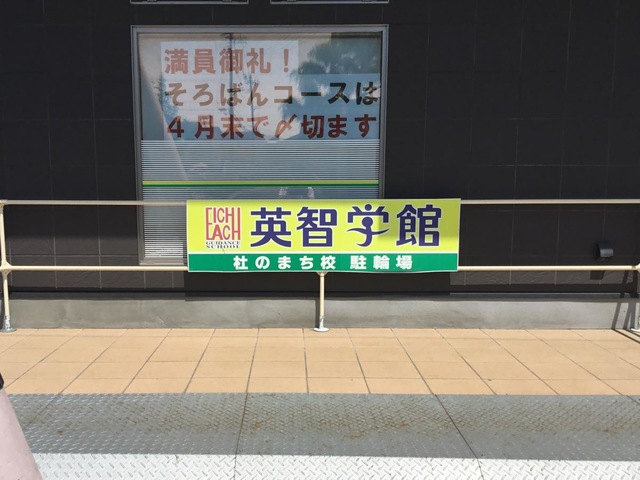 満員御礼！
そろばんコースは
4月末で〆切ます
EICHI
EACH
GUIDANCE
SCHOOL
英智学館
杜のまち校 駐輪場